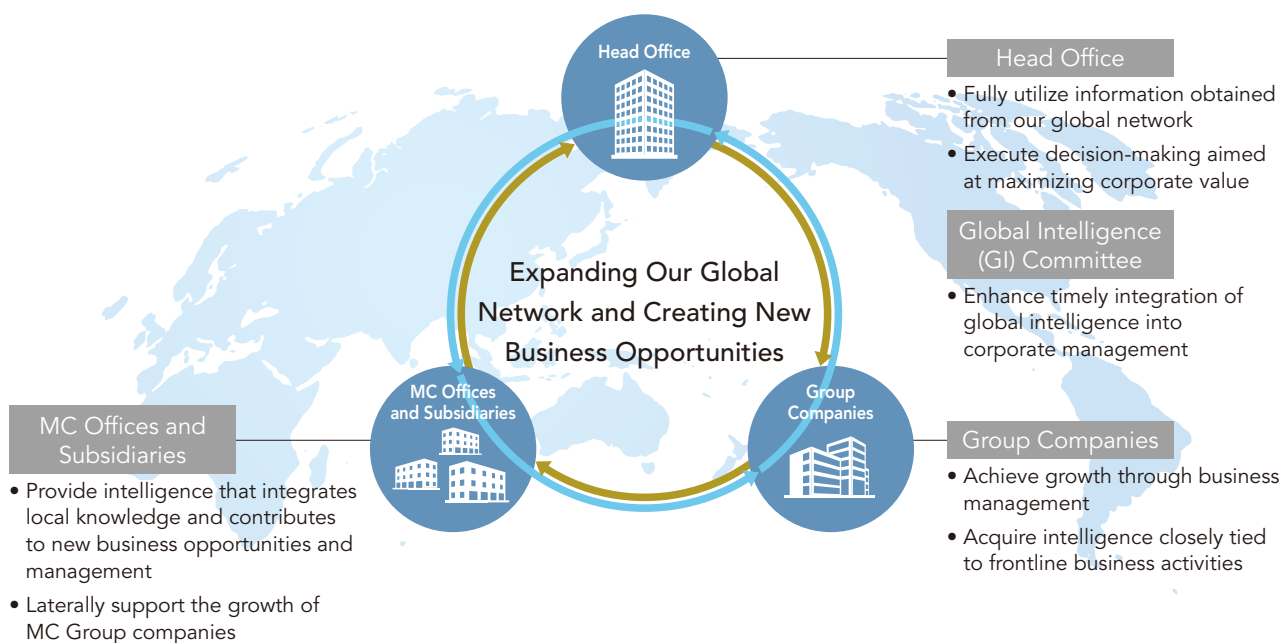 Head Office
Expanding Our Global
Network and Creating New
Business Opportunities
MC Offices
and Subsidiaries
Group
Companies
Head Office
• Fully utilize information obtained
from our global network
• Execute decision-making aimed
at maximizing corporate value
Global Intelligence
(GI) Committee
• Enhance timely integration of
global intelligence into
corporate management
MC Offices and
Subsidiaries
• Provide intelligence that integrates
local knowledge and contributes
to new business opportunities and
management
• Laterally support the growth of
MC Group companies
Group Companies
• Achieve growth through business
management
• Acquire intelligence closely tied
to frontline business activities